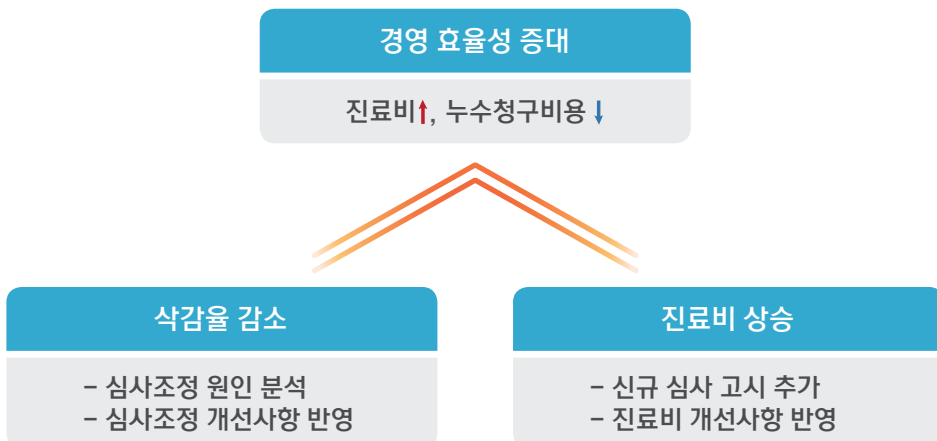 경영 효율성 증대
진료비↑, 누수청구비용↓
삭감율 감소
– 심사조정 원인 분석
– 심사조정 개선사항 반영
진료비 상승
– 신규 심사 고시 추가
– 진료비 개선사항 반영